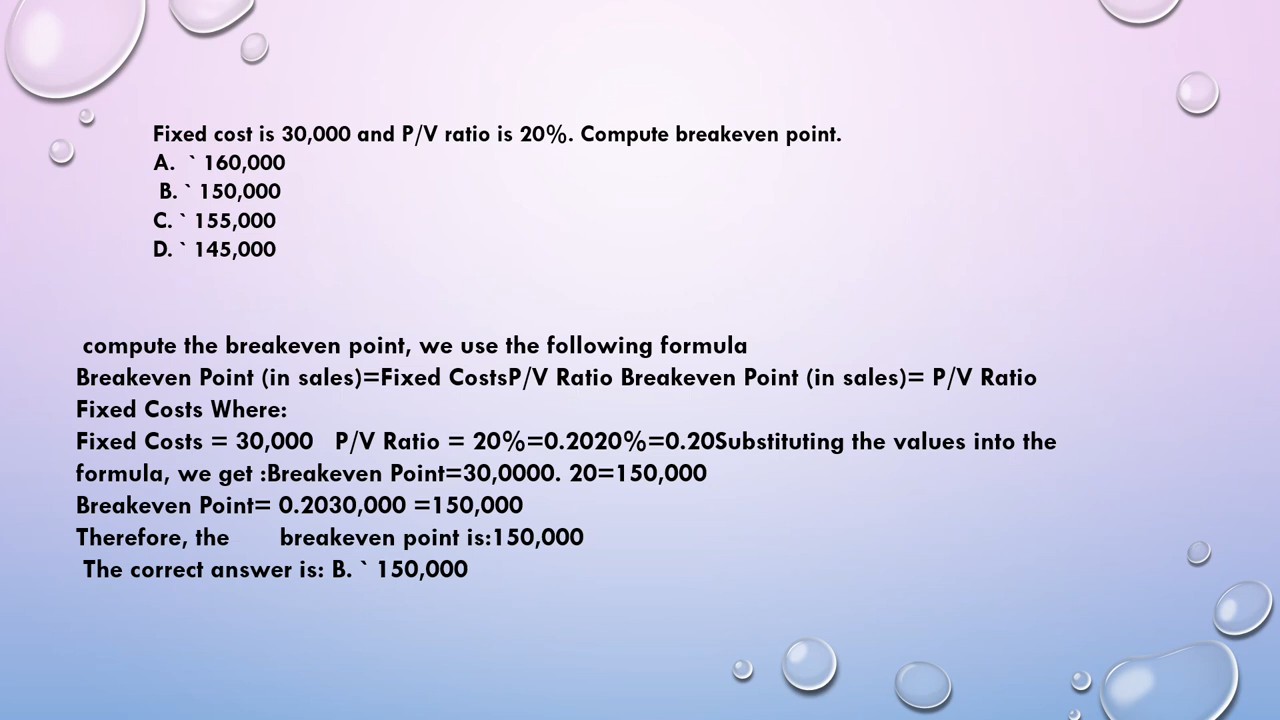 Fixed cost is 30,000 and P/V ratio is 20%. Compute breakeven point.
A. ` 160,000
B. ` 150,000
C. ` 155,000
D. ` 145,000
compute the breakeven point, we use the following formula
Breakeven Point (in sales)=Fixed CostsP/V Ratio Breakeven Point (in sales)= P/V Ratio
Fixed Costs Where:
Fixed Costs = 30,000 P/V Ratio = 20%=0.2020%=0.20Substituting the values into the
formula, we get :Breakeven Point=30,0000. 20=150,000
Breakeven Point= 0.2030,000 =150,000
Therefore, the breakeven point is:150,000
The correct answer is: B. ` 150,000